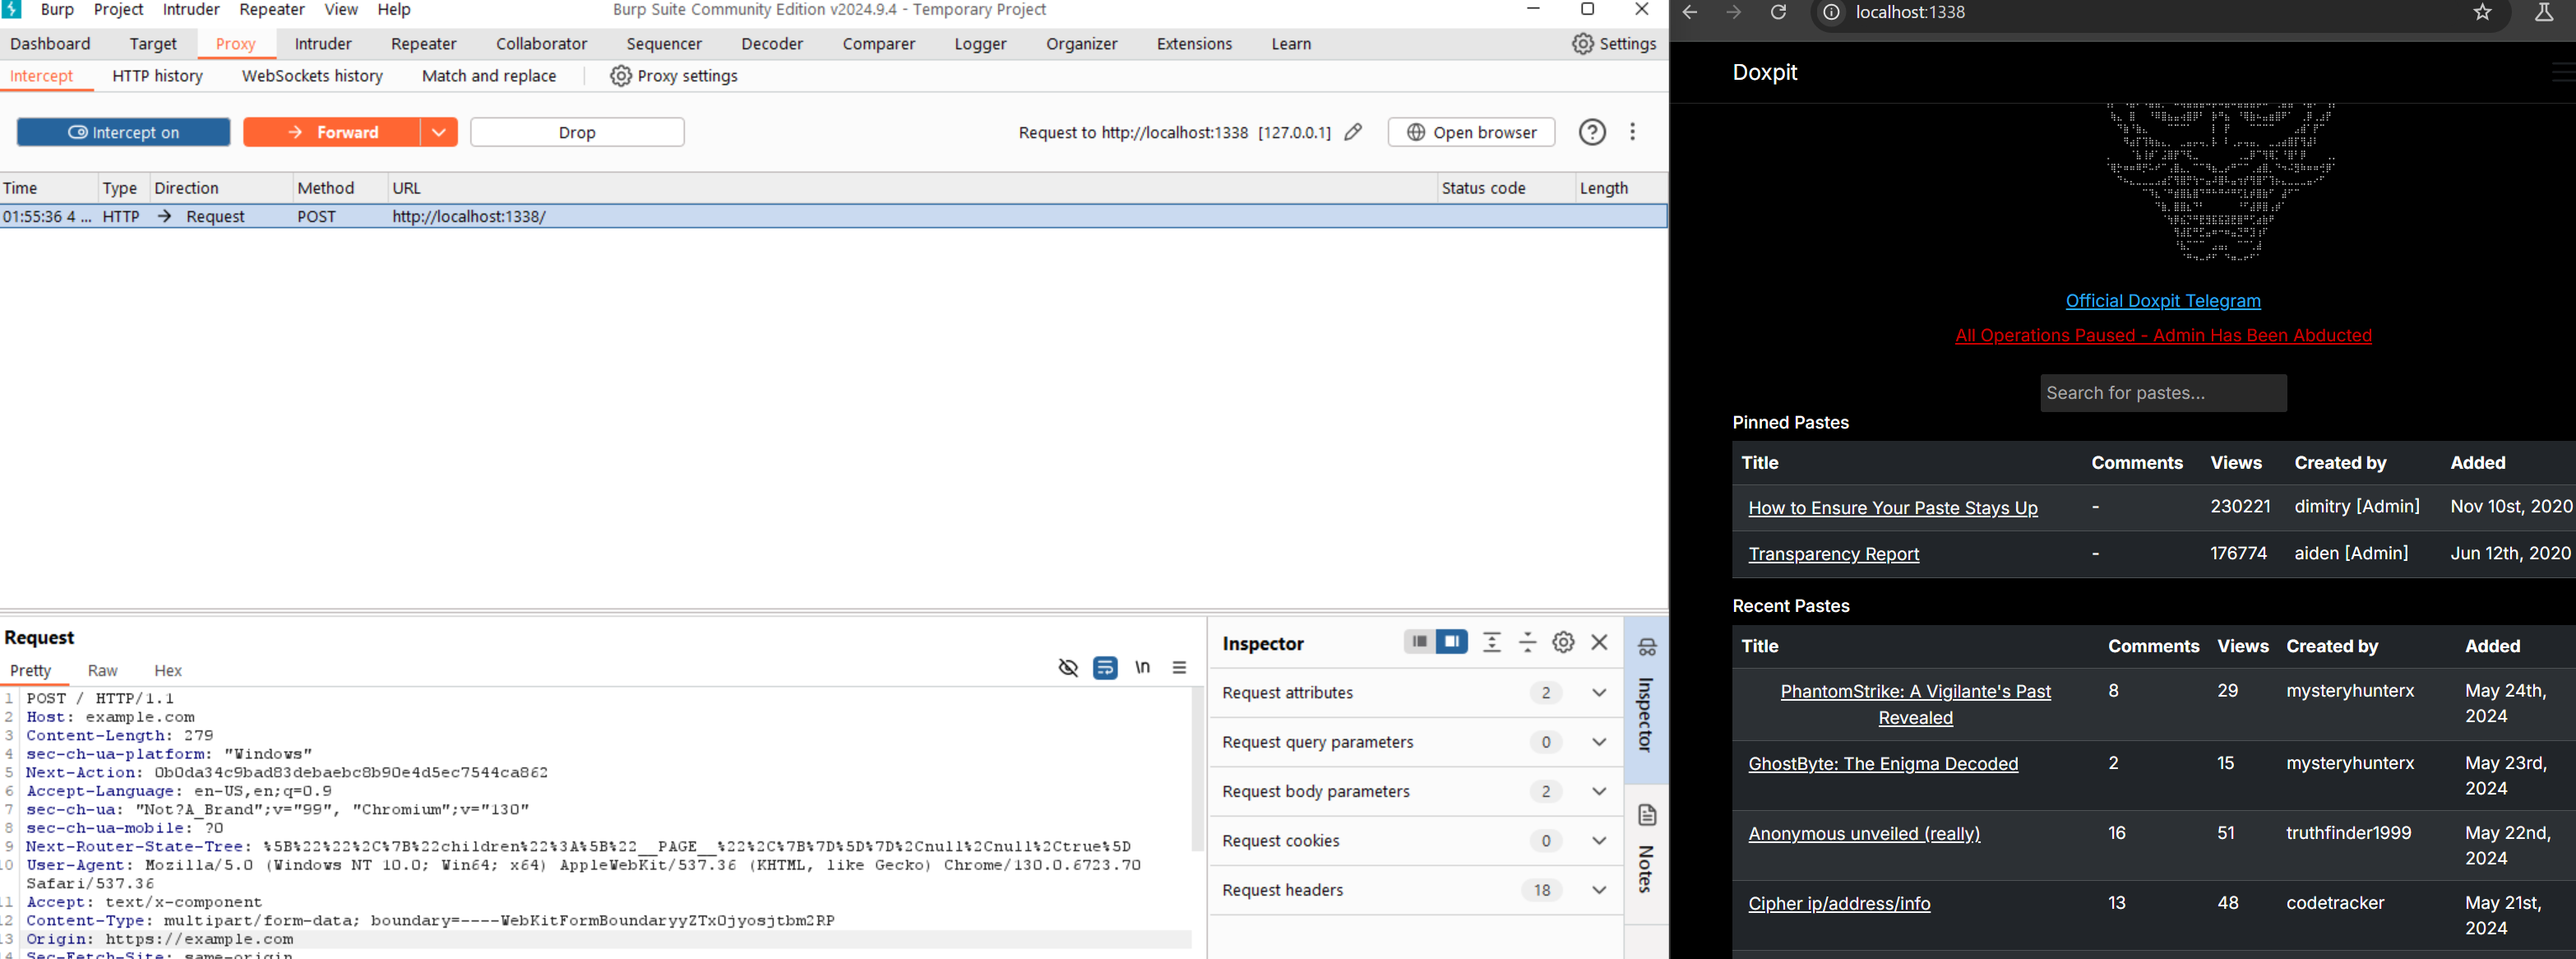 Burp Project Intruder Repeater View Help
Burp Suite Community Edition v2024.9.4 - Temporary Project
Dashboard Target Proxy Intruder Repeater Collaborator Sequencer Decoder Comparer Logger Organizer Extensions Learn Settings
Intercept HTTP history WebSockets history Match and replace Proxy settings
Intercept on Forward Drop Request to http://localhost:1338 [127.0.0.1] Open browser
Time Type Direction Method URL Status code Length
01:55:36 4 ... HTTP → Request POST http://localhost:1338/
Request
Pretty Raw Hex \n
1 POST / HTTP/1.1
2 Host: example.com
3 Content-Length: 279
4 sec-ch-ua-platform: "Windows"
5 Next-Action: 0b0da34c9bad83debaebc8b90e4d5ec7544ca862
6 Accept-Language: en-US,en;q=0.9
7 sec-ch-ua: "Not?A_Brand";v="99", "Chromium";v="130"
8 sec-ch-ua-mobile: ?0
9 Next-Router-State-Tree: %5B%22%22%2C%7B%22children%22%3A%5B%22__PAGE__%22%2C%7B%7D%5D%7D%2Cnull%2Cnull%2Ctrue%5D
10 User-Agent: Mozilla/5.0 (Windows NT 10.0; Win64; x64) AppleWebKit/537.36 (KHTML, like Gecko) Chrome/130.0.6723.70
Safari/537.36
11 Accept: text/x-component
12 Content-Type: multipart/form-data; boundary=----WebKitFormBoundaryyZTx0jyosjtbm2RP
13 Origin: https://example.com
14 Sec-Fetch-Site: same-origin
Inspector
Request attributes 2
Request query parameters 0
Request body parameters 2
Request cookies 0
Request headers 18
Inspector
Notes
localhost:1338
Doxpit
Official Doxpit Telegram
All Operations Paused - Admin Has Been Abducted
Search for pastes...
Pinned Pastes
Title Comments Views Created by Added
How to Ensure Your Paste Stays Up - 230221 dimitry [Admin] Nov 10st, 2020
Transparency Report - 176774 aiden [Admin] Jun 12th, 2020
Recent Pastes
Title Comments Views Created by Added
PhantomStrike: A Vigilante's Past 8 29 mysteryhunterx May 24th,
Revealed 2024
GhostByte: The Enigma Decoded 2 15 mysteryhunterx May 23rd,
2024
Anonymous unveiled (really) 16 51 truthfinder1999 May 22nd,
2024
Cipher ip/address/info 13 48 codetracker May 21st,
2024